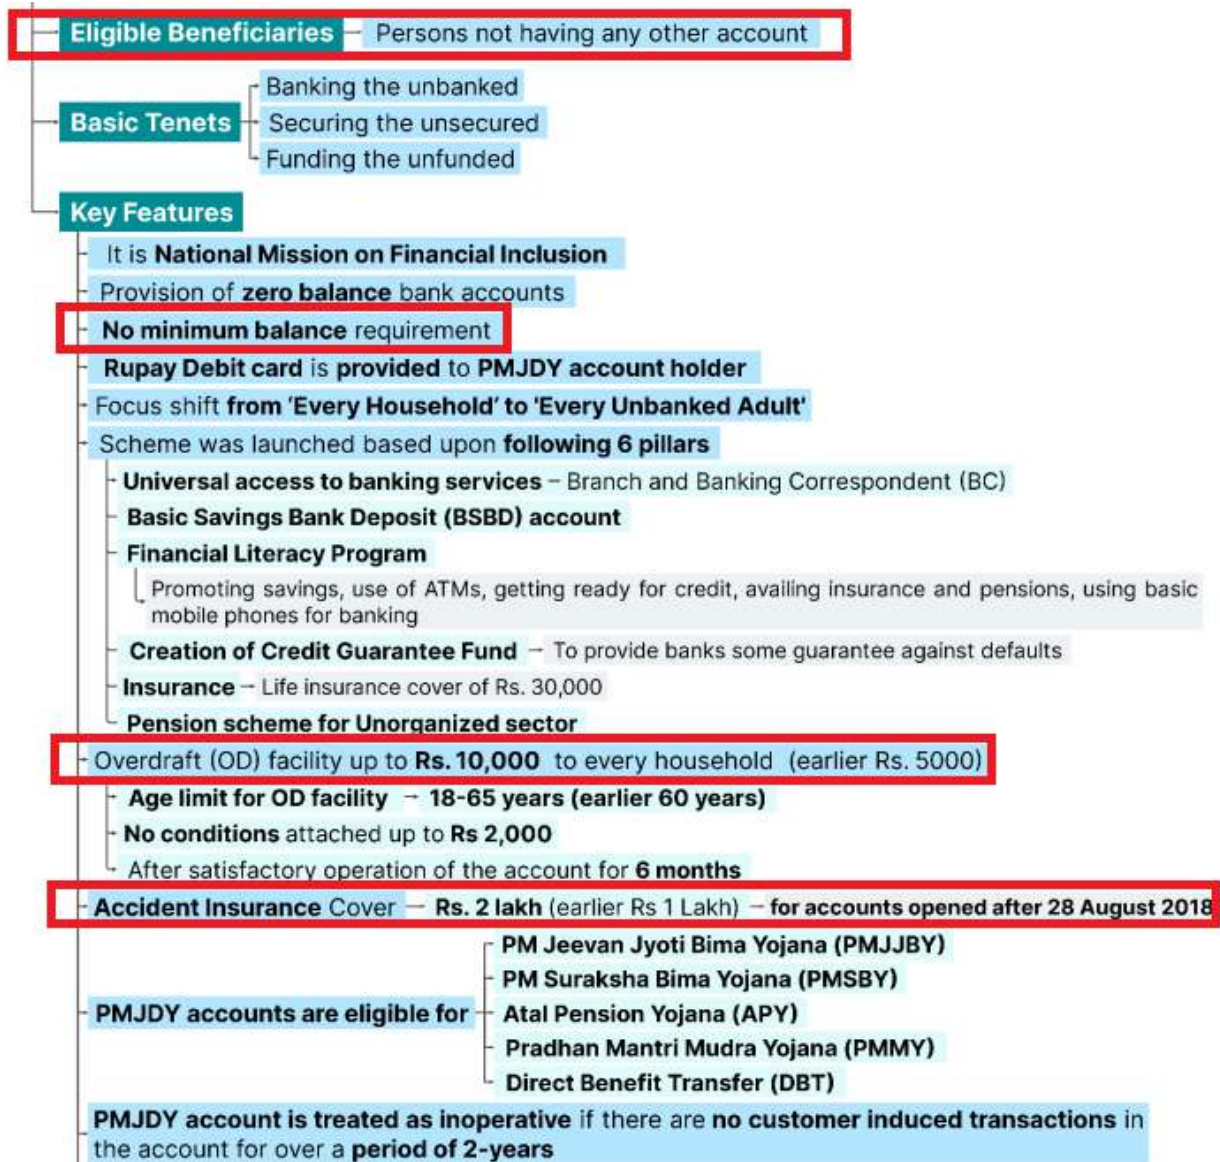 Eligible Beneficiaries Persons not having any other account
Banking the unbanked
Basic Tenets Securing the unsecured
Funding the unfunded
Key Features
It is National Mission on Financial Inclusion
Provision of zero balance bank accounts
No minimum balance requirement
Rupay Debit card is provided to PMJDY account holder
Focus shift from ‘Every Household’ to 'Every Unbanked Adult'
Scheme was launched based upon following 6 pillars
Universal access to banking services – Branch and Banking Correspondent (BC)
Basic Savings Bank Deposit (BSBD) account
Financial Literacy Program
Promoting savings, use of ATMs, getting ready for credit, availing insurance and pensions, using basic
mobile phones for banking
Creation of Credit Guarantee Fund To provide banks some guarantee against defaults
Insurance Life insurance cover of Rs. 30,000
Pension scheme for Unorganized sector
Overdraft (OD) facility up to Rs. 10,000 to every household (earlier Rs. 5000)
Age limit for OD facility 18-65 years (earlier 60 years)
No conditions attached up to Rs 2,000
After satisfactory operation of the account for 6 months
Accident Insurance Cover Rs. 2 lakh (earlier Rs 1 Lakh) for accounts opened after 28 August 2018
PM Jeevan Jyoti Bima Yojana (PMJJBY)
PM Suraksha Bima Yojana (PMSBY)
PMJDY accounts are eligible for Atal Pension Yojana (APY)
Pradhan Mantri Mudra Yojana (PMMY)
Direct Benefit Transfer (DBT)
PMJDY account is treated as inoperative if there are no customer induced transactions in
the account for over a period of 2-years